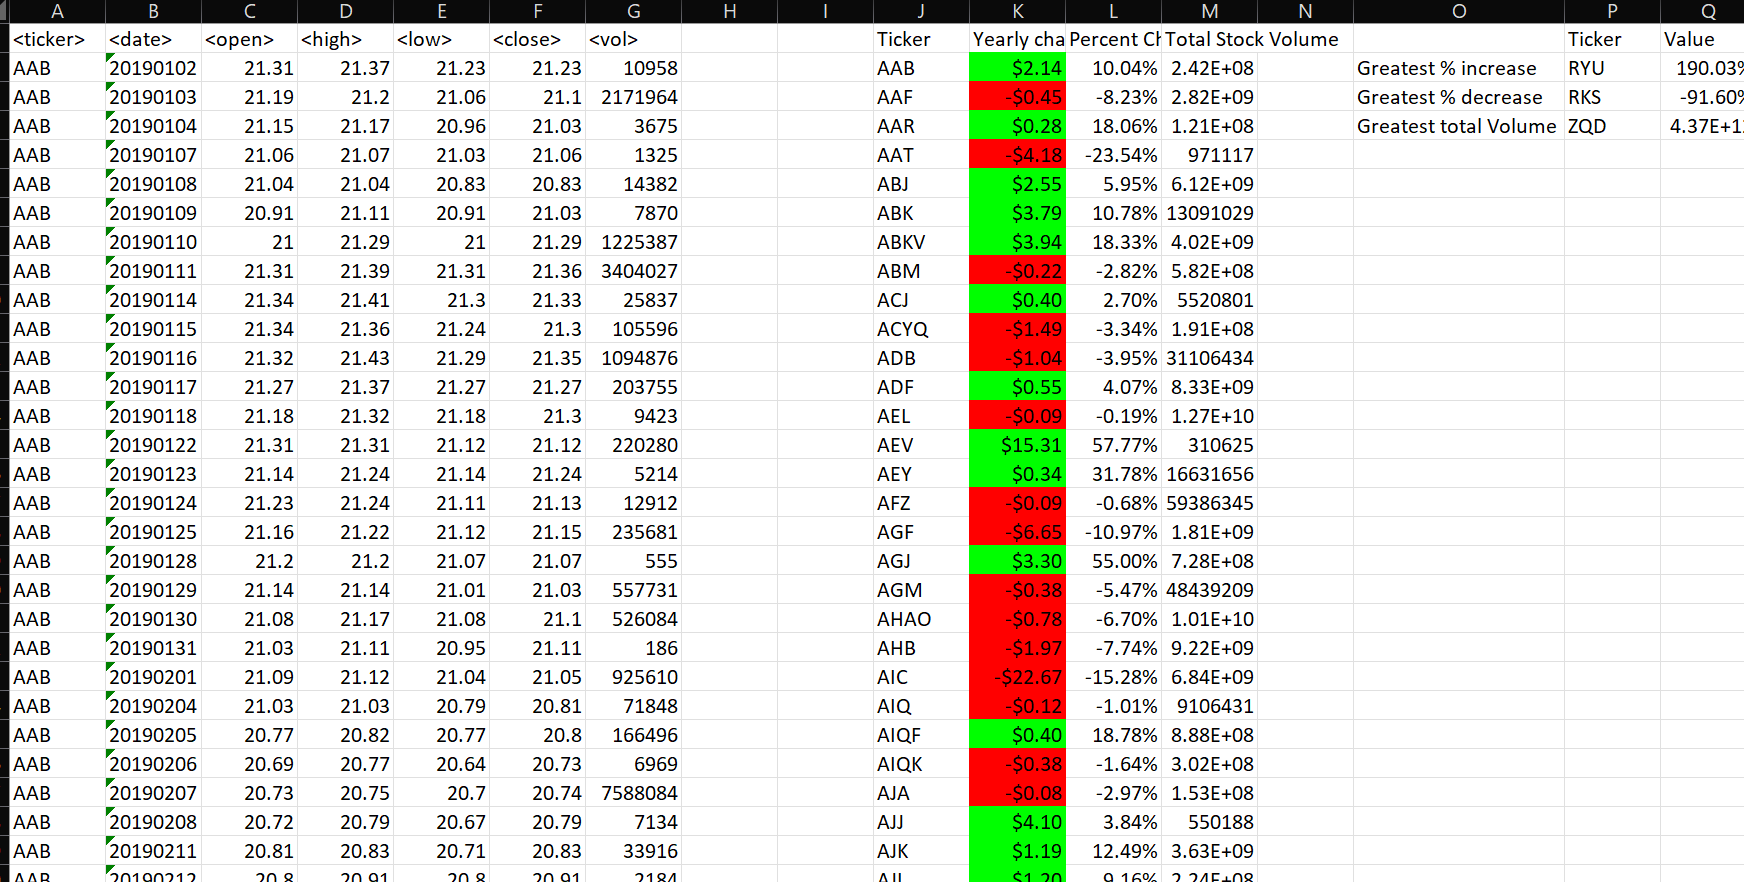 A B C D E F G H I J K L M N O P Q
<ticker> <date> <open> <high> <low> <close> <vol> Ticker Yearly cha Percent Ch Total Stock Volume Ticker Value
AAB 20190102 21.31 21.37 21.23 21.23 10958 AAB $2.14 10.04% 2.42E+08 Greatest % increase RYU 190.03%
AAB 20190103 21.19 21.2 21.06 21.1 2171964 AAF -$0.45 -8.23% 2.82E+09 Greatest % decrease RKS -91.60%
AAB 20190104 21.15 21.17 20.96 21.03 3675 AAR $0.28 18.06% 1.21E+08 Greatest total Volume ZQD
AAB 20190107 21.06 21.07 21.03 21.06 1325 AAT -$4.18 -23.54% 971117
AAB 20190108 21.04 21.04 20.83 20.83 14382 ABJ $2.55 5.95% 6.12E+09
AAB 20190109 20.91 21.11 20.91 21.03 7870 ABK $3.79 10.78% 13091029
AAB 20190110 21 21.29 21 21.29 1225387 ABKV $3.94 18.33% 4.02E+09
AAB 20190111 21.31 21.39 21.31 21.36 3404027 ABM -$0.22 -2.82% 5.82E+08
AAB 20190114 21.34 21.41 21.3 21.33 25837 ACJ $0.40 2.70% 5520801
AAB 20190115 21.34 21.36 21.24 21.3 105596 ACYQ -$1.49 -3.34% 1.91E+08
AAB 20190116 21.32 21.43 21.29 21.35 1094876 ADB -$1.04 -3.95% 31106434
AAB 20190117 21.27 21.37 21.27 21.27 203755 ADF $0.55 4.07% 8.33E+09
AAB 20190118 21.18 21.32 21.18 21.3 9423 AEL -$0.09 -0.19% 1.27E+10
AAB 20190122 21.31 21.31 21.12 21.12 220280 AEV $15.31 57.77% 310625
AAB 20190123 21.14 21.24 21.14 21.24 5214 AEY $0.34 31.78% 16631656
AAB 20190124 21.23 21.24 21.11 21.13 12912 AFZ -$0.09 -0.68% 59386345
AAB 20190125 21.16 21.22 21.12 21.15 235681 AGF -$6.65 -10.97% 1.81E+09
AAB 20190128 21.2 21.2 21.07 21.07 555 AGJ $3.30 55.00% 7.28E+08
AAB 20190129 21.14 21.14 21.01 21.03 557731 AGM -$0.38 -5.47% 48439209
AAB 20190130 21.08 21.17 21.08 21.1 526084 AHAO -$0.78 -6.70% 1.01E+10
AAB 20190131 21.03 21.11 20.95 21.11 186 AHB -$1.97 -7.74% 9.22E+09
AAB 20190201 21.09 21.12 21.04 21.05 925610 AIC -$22.67 -15.28% 6.84E+09
AAB 20190204 21.03 21.03 20.79 20.81 71848 AIQ -$0.12 -1.01% 9106431
AAB 20190205 20.77 20.82 20.77 20.8 166496 AIQF $0.40 18.78% 8.88E+08
AAB 20190206 20.69 20.77 20.64 20.73 6969 AIQK -$0.38 -1.64% 3.02E+08
AAB 20190207 20.73 20.75 20.7 20.74 7588084 AJA -$0.08 -2.97% 1.53E+08
AAB 20190208 20.72 20.79 20.67 20.79 7134 AJJ $4.10 3.84% 550188
AAB 20190211 20.81 20.83 20.71 20.83 33916 AJK $1.19 12.49% 3.63E+09
AAB 20190212 20.8 20.91 20.8 20.91 2184 $1.20 9.16% 2.24E+08